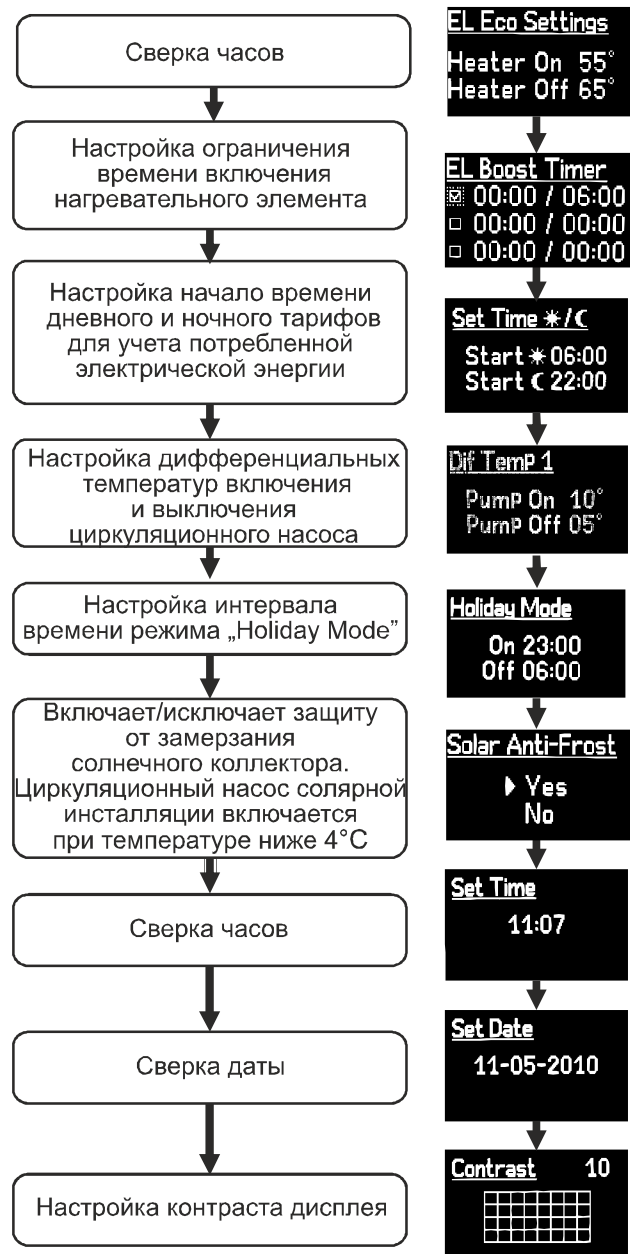 Сверка часов
EL Eco Settings
Heater On 55°
Heater Off 65°
Настройка ограничения
времени включения
нагревательного элемента
EL Boost Timer
☑ 00:00 / 06:00
□ 00:00 / 00:00
□ 00:00 / 00:00
Настройка начало времени
дневного и ночного тарифов
для учета потребленной
электрической энергии
Set Time ☀/☾
Start ☀ 06:00
Start ☾ 22:00
Настройка дифференциальных
температур включения
и выключения
циркуляционного насоса
Dif Temp 1
Pump On 10°
Pump Off 05°
Настройка интервала
времени режима „Holiday Mode”
Holiday Mode
On 23:00
Off 06:00
Включает/исключает защиту
от замерзания
солнечного коллектора.
Циркуляционный насос солярной
инсталляции включается
при температуре ниже 4°C
Solar Anti-Frost
▶ Yes
No
Сверка часов
Set Time
11:07
Сверка даты
Set Date
11-05-2010
Настройка контраста дисплея
Contrast 10